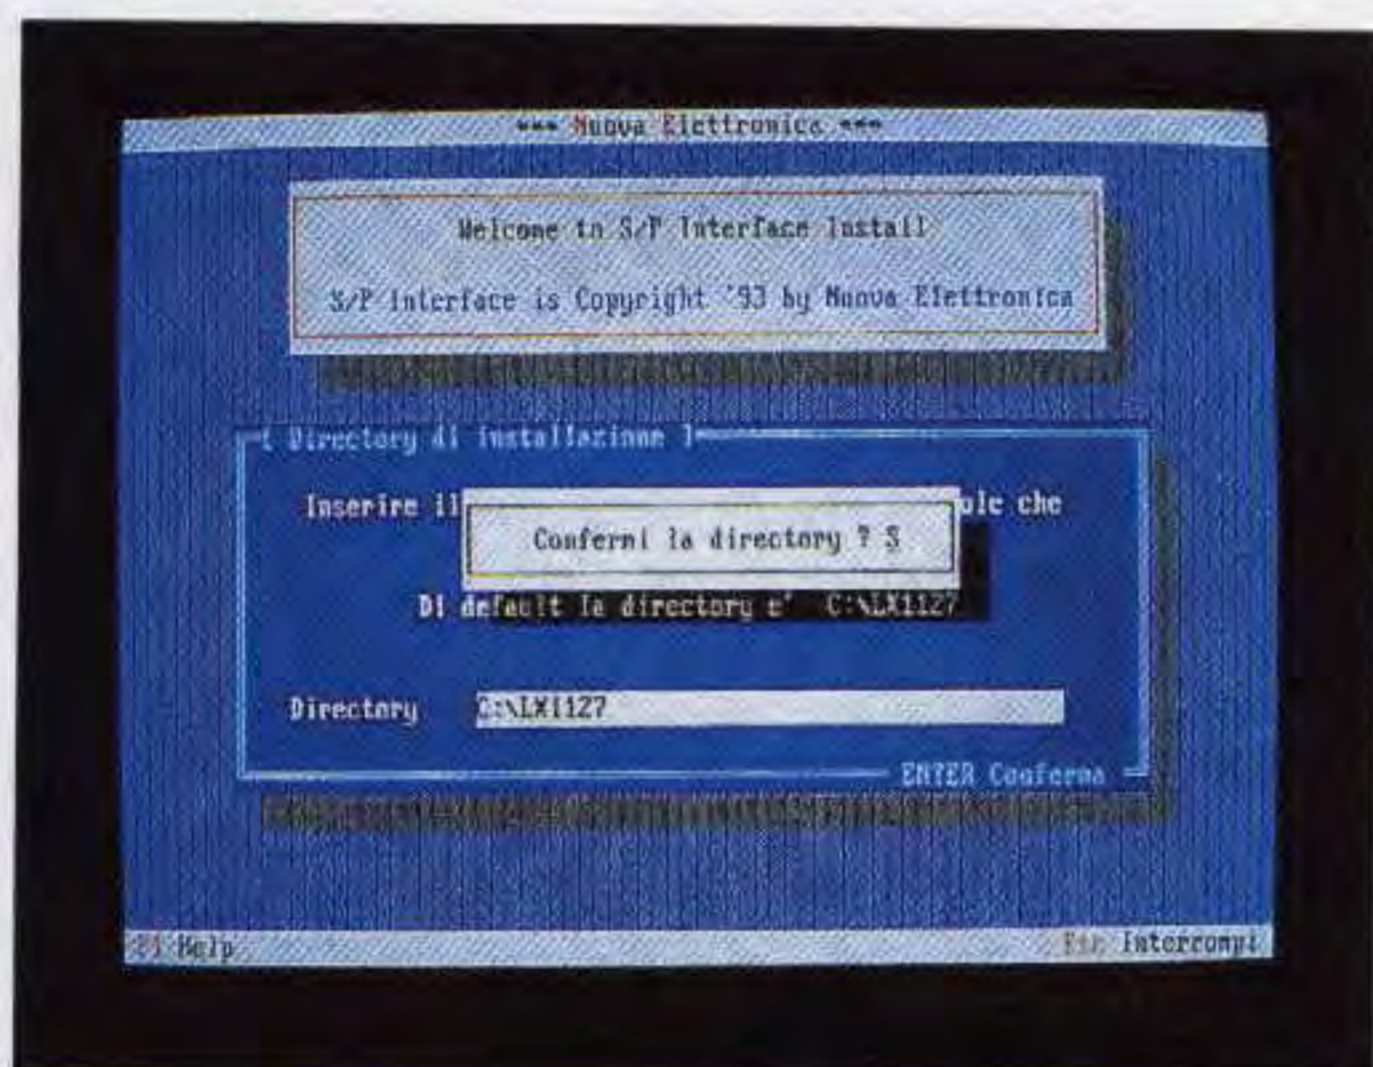 *** Nuova Elettronica ***
Welcome to S/P Interface Install
S/P Interface is Copyright '93 by Nuova Elettronica
[ Directory di installazione ]
Inserire il ole che
Confermi la directory ? S
Di default la directory e' C:\LX1127
Directory C:\LX1127
ENTER Conferma
F1 Help Interrompi